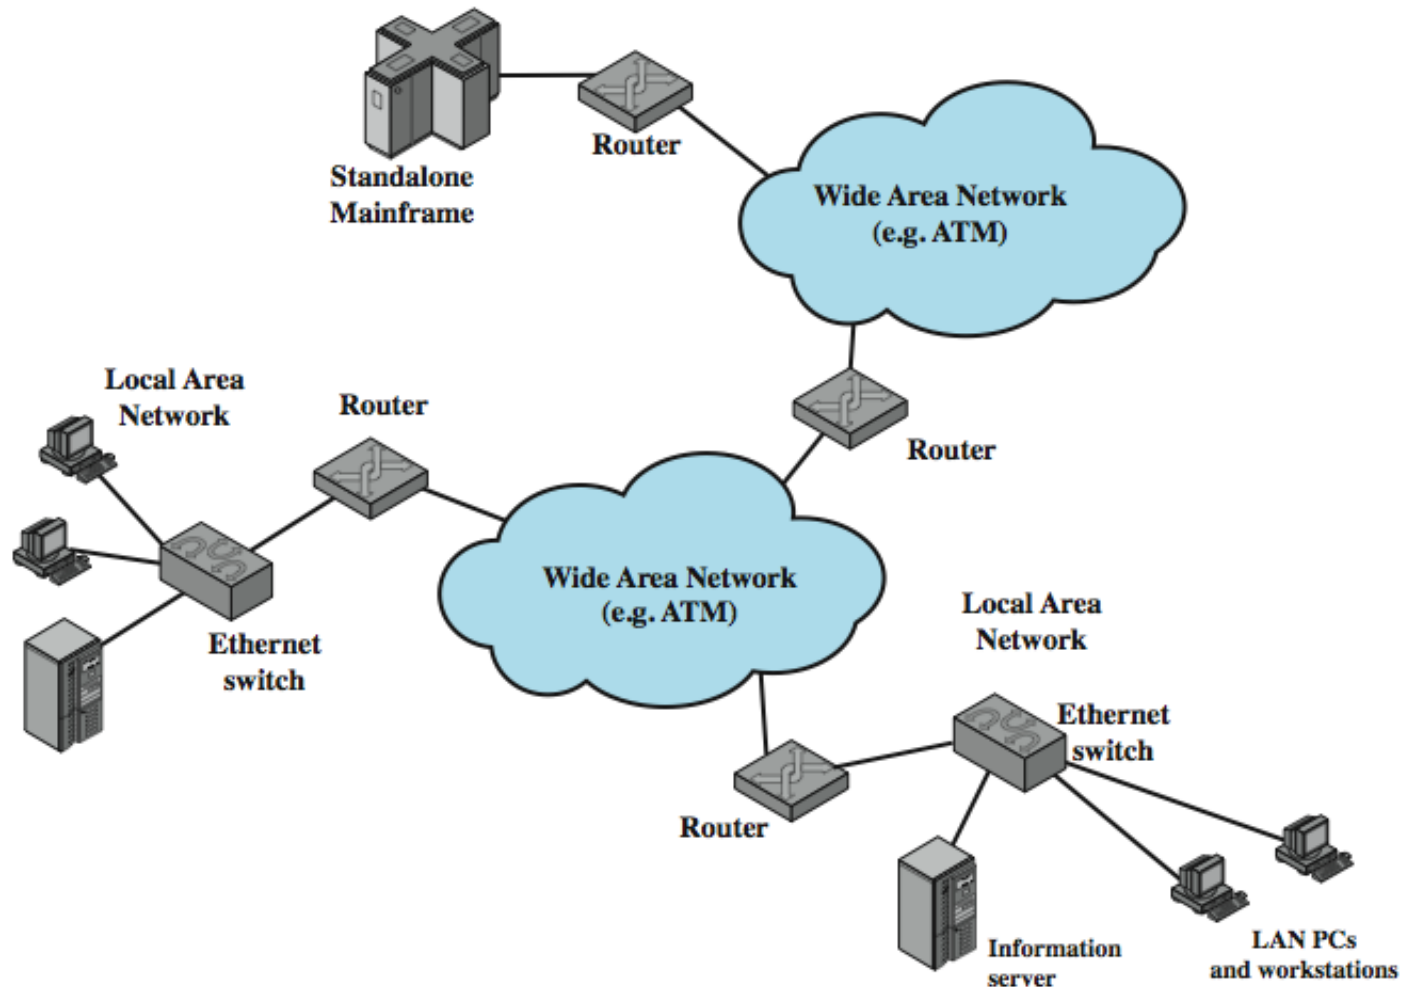 Router
Standalone
Mainframe
Wide Area Network
(e.g. ATM)
Local Area
Network
Router
Router
Wide Area Network
(e.g. ATM)
Ethernet
switch
Local Area
Network
Ethernet
switch
Router
Information
server
LAN PCs
and workstations